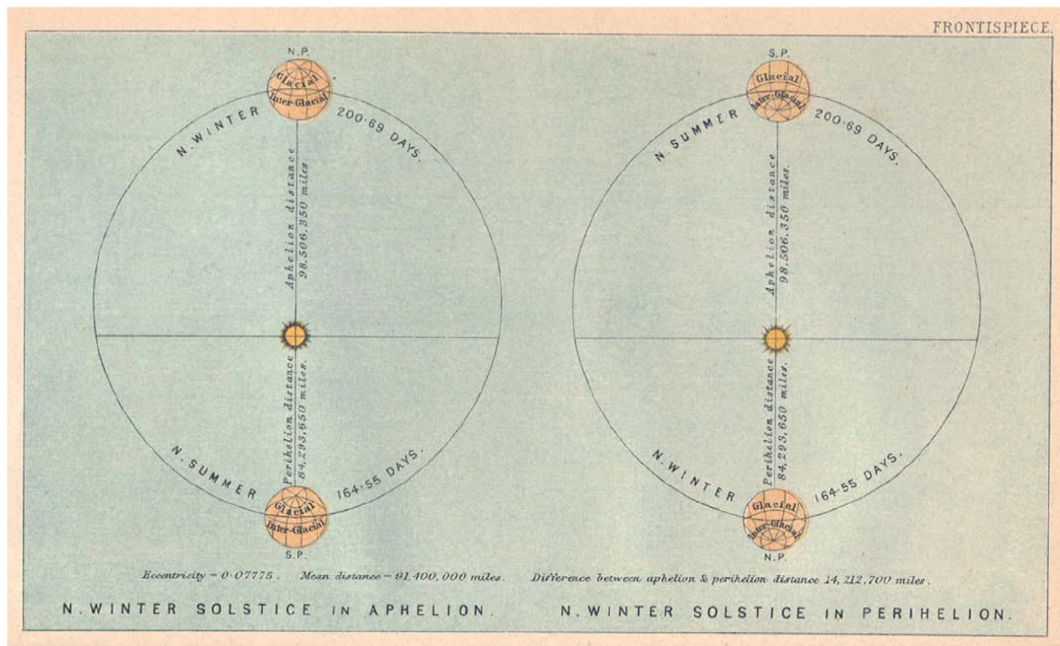 FRONTISPIECE.
N.P.
Glacial
Inter-Glacial
N. WINTER
200·69 DAYS.
Aphelion distance
98,506,350 miles
Perihelion distance
84,293,650 miles.
N. SUMMER
164·55 DAYS.
Glacial
Inter-Glacial
S.P.
S.P.
Glacial
Inter-Glacial
N. SUMMER
200·69 DAYS.
Aphelion distance
98,506,350 miles.
Perihelion distance
84,293,650 miles.
N. WINTER
164·55 DAYS.
Glacial
Inter-Glacial
N.P.
Eccentricity = 0·07775. Mean distance = 91,400,000 miles. Difference between aphelion & perihelion distance 14,212,700 miles.
N. WINTER SOLSTICE IN APHELION.
N. WINTER SOLSTICE IN PERIHELION.